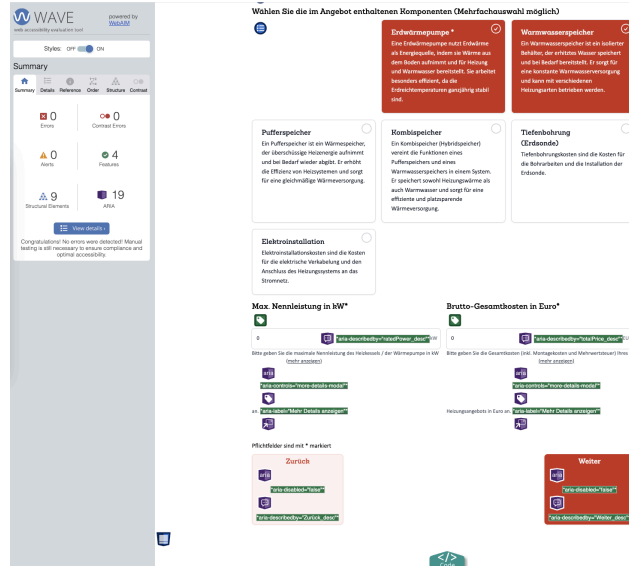 WAVE
powered by
WebAIM
web accessibility evaluation tool
Styles: OFF ON
Summary
Summary Details Reference Order Structure Contrast
0
Errors
0
Contrast Errors
0
Alerts
4
Features
9
Structural Elements
19
ARIA
View details ›
Congratulations! No errors were detected! Manual
testing is still necessary to ensure compliance and
optimal accessibility.
Wählen Sie die im Angebot enthaltenen Komponenten (Mehrfachauswahl möglich)
Erdwärmepumpe *
Eine Erdwärmepumpe nutzt Erdwärme
als Energiequelle, indem sie Wärme aus
dem Boden aufnimmt und für Heizung
und Warmwasser bereitstellt. Sie arbeitet
besonders effizient, da die
Erdreichtemperaturen ganzjährig stabil
sind.
Warmwasserspeicher
Ein Warmwasserspeicher ist ein isolierter
Behälter, der erhitztes Wasser speichert
und bei Bedarf bereitstellt. Er sorgt für
eine konstante Warmwasserversorgung
und kann mit verschiedenen
Heizungsarten betrieben werden.
Pufferspeicher
Ein Pufferspeicher ist ein Wärmespeicher,
der überschüssige Heizenergie aufnimmt
und bei Bedarf wieder abgibt. Er erhöht
die Effizienz von Heizsystemen und sorgt
für eine gleichmäßige Wärmeversorgung.
Kombispeicher
Ein Kombispeicher (Hybridspeicher)
vereint die Funktionen eines
Pufferspeichers und eines
Warmwasserspeichers in einem System.
Er speichert sowohl Heizungswärme als
auch Warmwasser und sorgt für eine
effiziente und platzsparende
Wärmeversorgung.
Tiefenbohrung
(Erdsonde)
Tiefenbohrungskosten sind die Kosten für
die Bohrarbeiten und die Installation der
Erdsonde.
Elektroinstallation
Elektroinstallationskosten sind die Kosten
für die elektrische Verkabelung und den
Anschluss des Heizungssystems an das
Stromnetz.
Max. Nennleistung in kW*
0 *aria-describedby="ratedPower_desc"* kW
Bitte geben Sie die maximale Nennleistung des Heizkessels / der Wärmepumpe in kW
(mehr anzeigen)
aria
*aria-controls="more-details-modal"*
an *aria-label="Mehr Details anzeigen"*
Brutto-Gesamtkosten in Euro*
0 *aria-describedby="totalPrice_desc"*
Bitte geben Sie die Gesamtkosten (inkl. Montagekosten und Mehrwertsteuer) Ihres
(mehr anzeigen)
aria
*aria-controls="more-details-modal"*
Heizungsangebots in Euro an *aria-label="Mehr Details anzeigen"*
Pflichtfelder sind mit * markiert
Zurück
aria
*aria-disabled="false"*
*aria-describedby="Zurück_desc"*
Weiter
aria
*aria-disabled="false"*
*aria-describedby="Weiter_desc"*
</>
Code